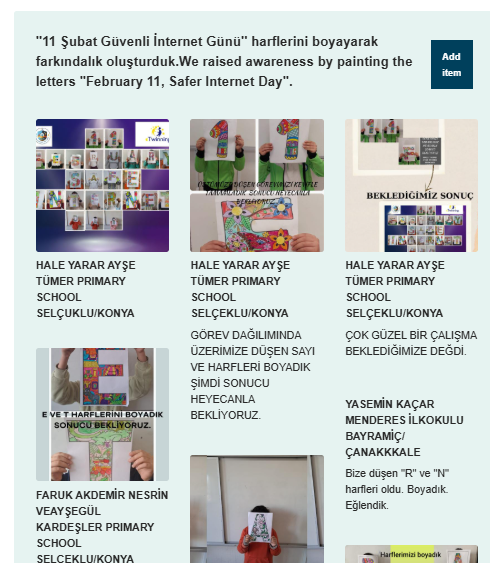 "11 Şubat Güvenli İnternet Günü" harflerini boyayarak
farkındalık oluşturduk.We raised awareness by painting the
letters "February 11, Safer Internet Day".
Add
item
HALE YARAR AYŞE
TÜMER PRIMARY
SCHOOL
SELÇUKLU/KONYA
E VE T HARFLERİNİ BOYADIK
SONUCU BEKLİYORUZ.
FARUK AKDEMİR NESRİN
VEAYŞEGÜL
KARDEŞLER PRIMARY
SCHOOL
SELÇEKLU/KONYA
HALE YARAR AYŞE
TÜMER PRIMARY
SCHOOL
SELÇEKLU/KONYA
GÖREV DAĞILIMINDA
ÜZERİMİZE DÜŞEN SAYI
VE HARFLERİ BOYADIK
ŞİMDİ SONUCU
HEYECANLA
BEKLİYORUZ.
BEKLEDİĞİMİZ SONUÇ
HALE YARAR AYŞE
TÜMER PRIMARY
SCHOOL
SELÇEKLU/KONYA
ÇOK GÜZEL BİR ÇALIŞMA
BEKLEDİĞİMİZE DEĞDİ.
YASEMİN KAÇAR
MENDERES İLKOKULU
BAYRAMİÇ/
ÇANAKKKALE
Bize düşen "R" ve "N"
harfleri oldu. Boyadık.
Eğlendik.
Harflerimizi boyadık